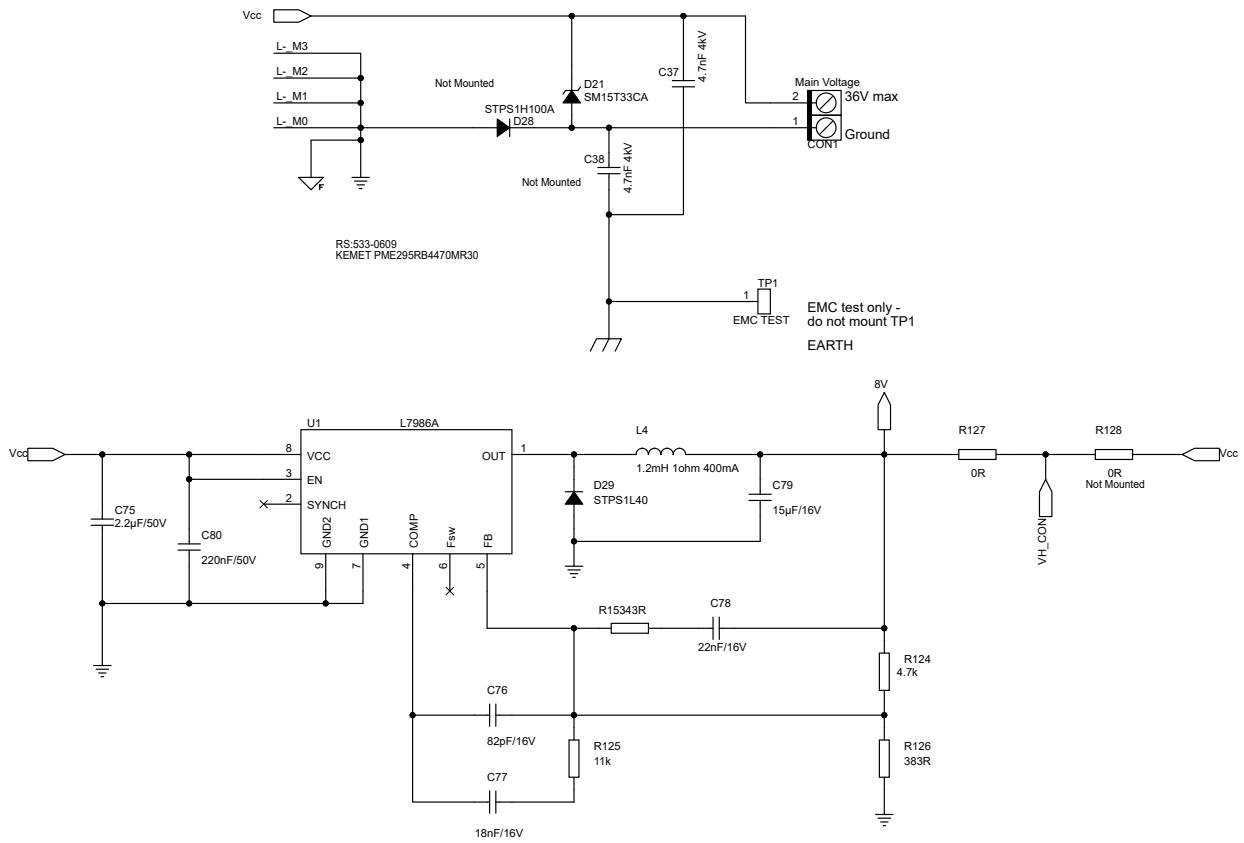 Vcc
L-_M3
L-_M2
L-_M1
L-_M0
F
Not Mounted
STPS1H100A
D28
D21
SM15T33CA
C37
4.7nF 4kV
Main Voltage
2
36V max
1
Ground
CON1
C38
4.7nF 4kV
Not Mounted
RS:533-0609
KEMET PME295RB4470MR30
TP1
1
EMC TEST
EMC test only -
do not mount TP1
EARTH
8V
U1
L7986A
Vcc
8
VCC
3
EN
2
SYNCH
GND2
GND1
COMP
Fsw
FB
9
7
4
6
5
OUT
1
C75
2.2µF/50V
C80
220nF/50V
L4
1.2mH 1ohm 400mA
D29
STPS1L40
C79
15µF/16V
R127
0R
R128
0R
Not Mounted
Vcc
VH_CON
R15343R
C78
22nF/16V
R124
4.7k
C76
82pF/16V
R125
11k
R126
383R
C77
18nF/16V